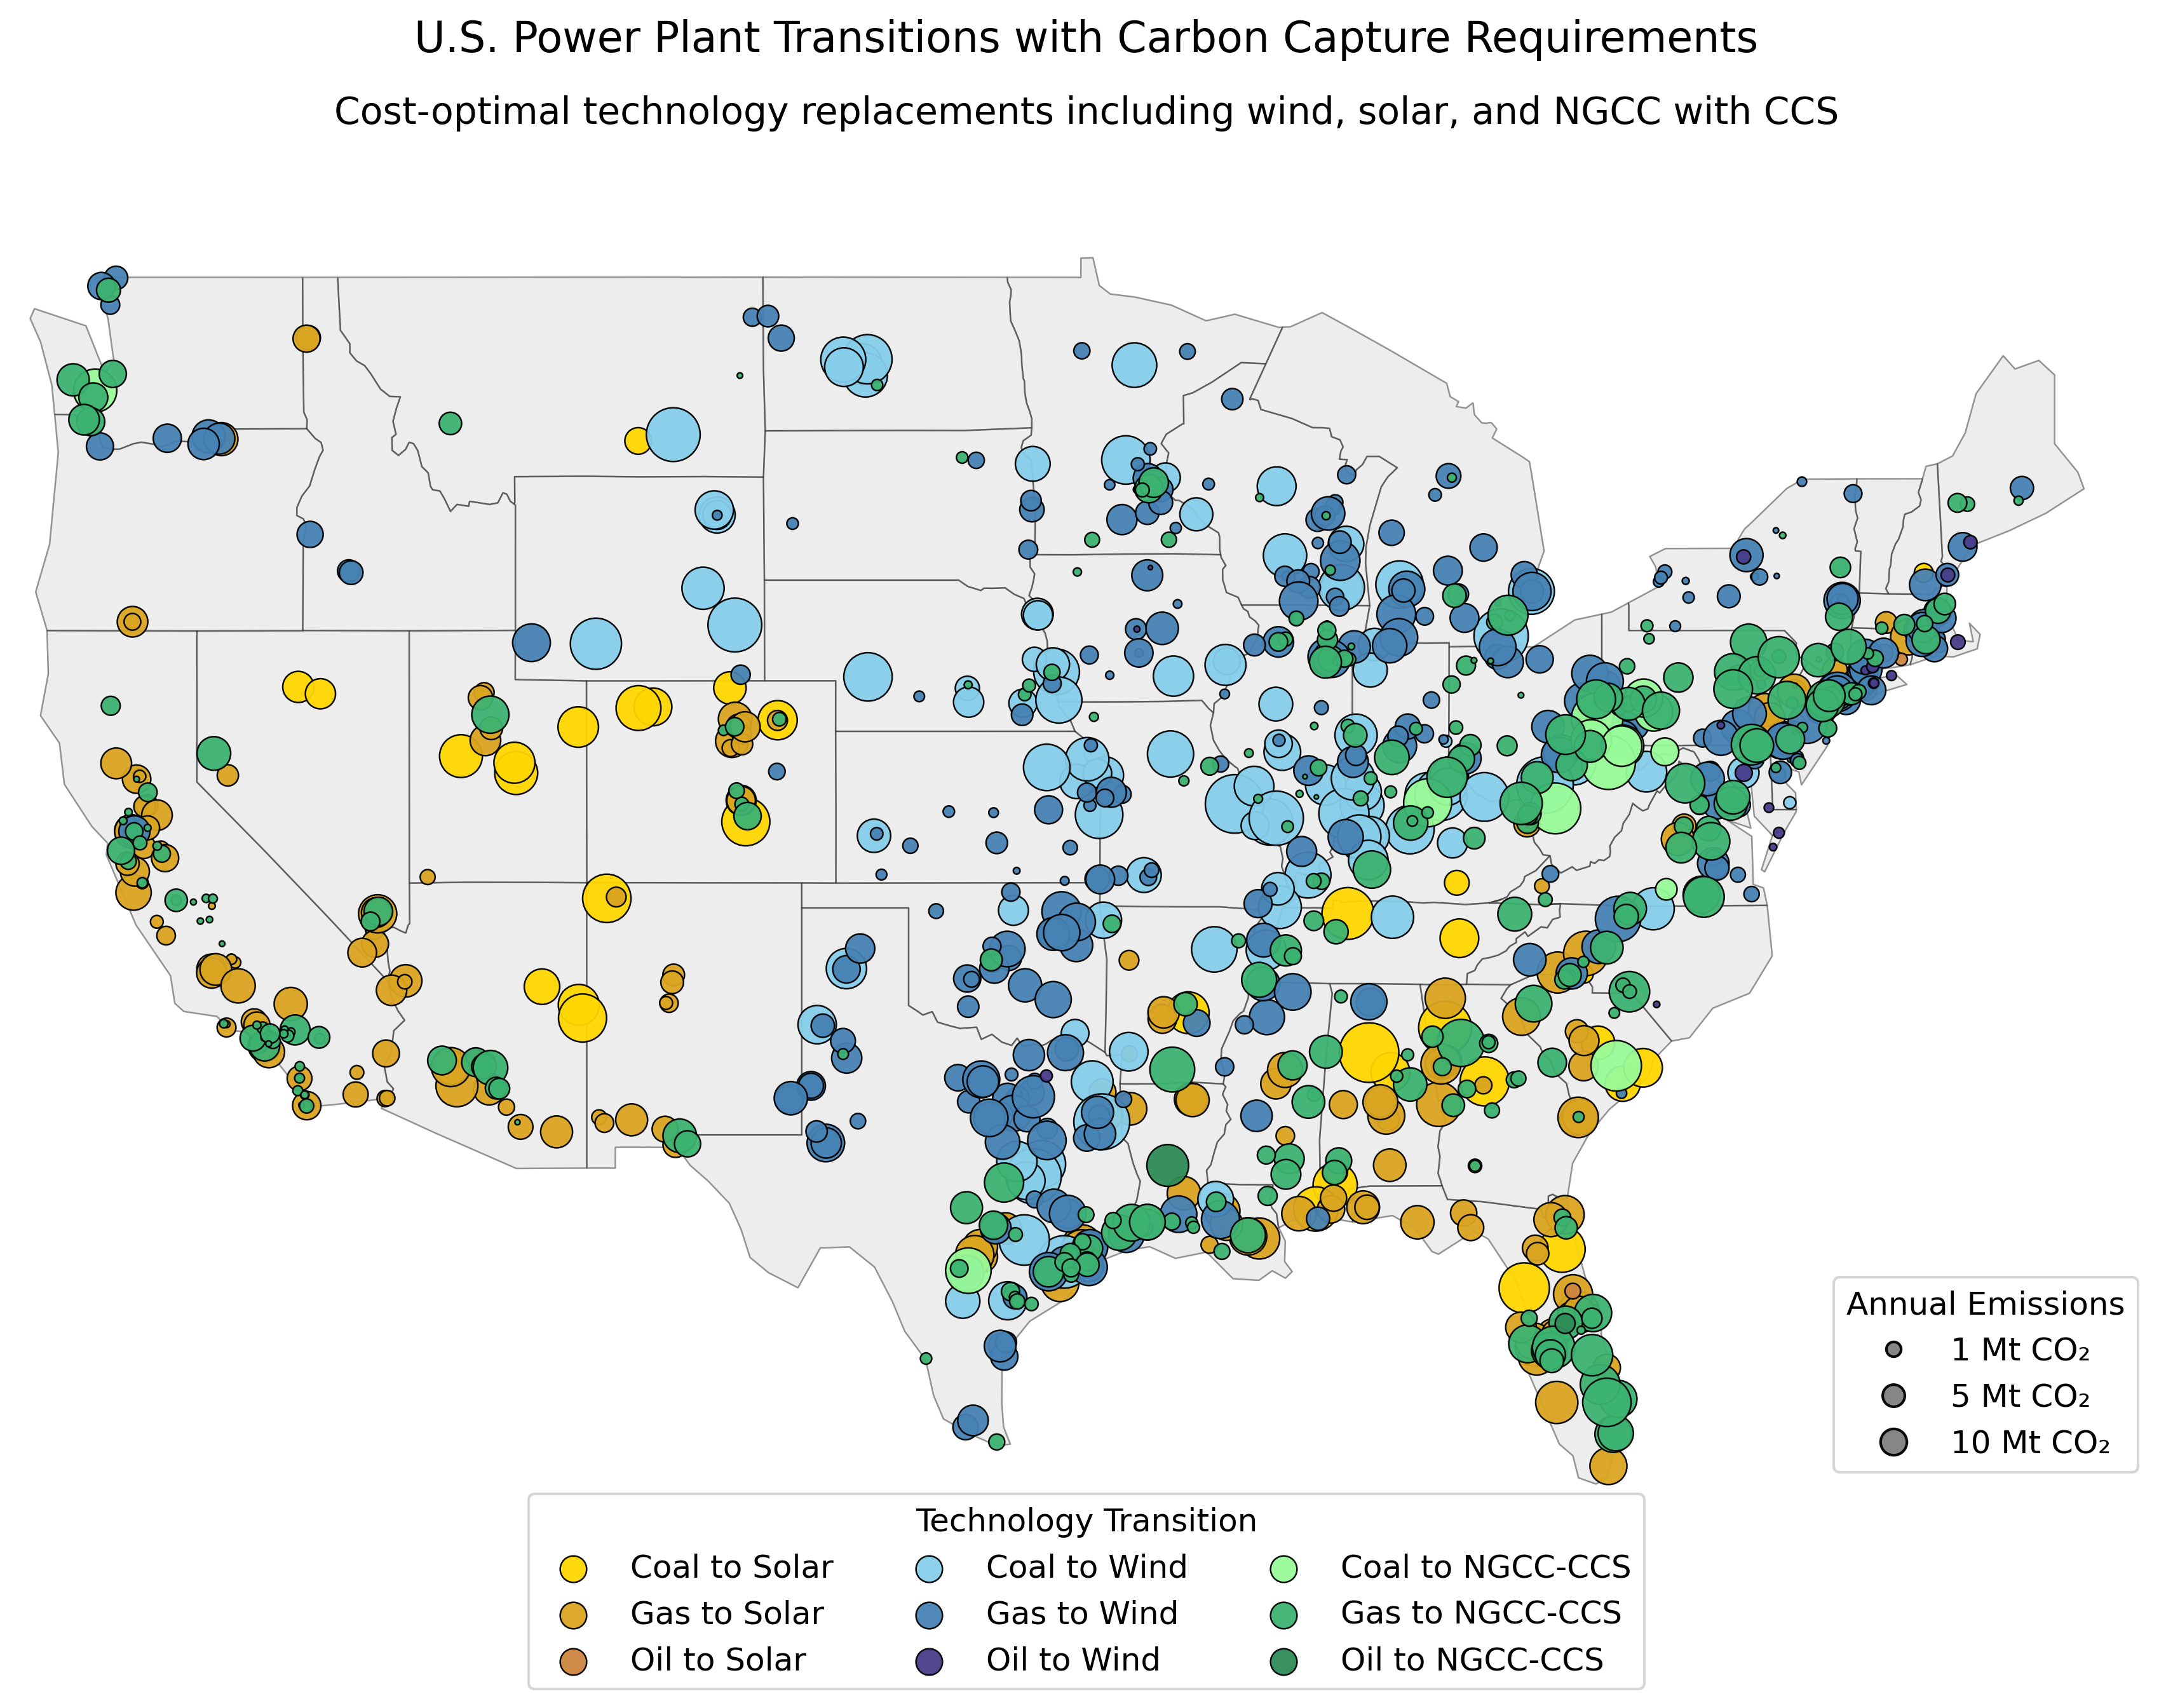 U.S. Power Plant Transitions with Carbon Capture Requirements
Cost-optimal technology replacements including wind, solar, and NGCC with CCS
Annual Emissions
1 Mt CO₂
5 Mt CO₂
10 Mt CO₂
Technology Transition
Coal to Solar
Gas to Solar
Oil to Solar
Coal to Wind
Gas to Wind
Oil to Wind
Coal to NGCC-CCS
Gas to NGCC-CCS
Oil to NGCC-CCS